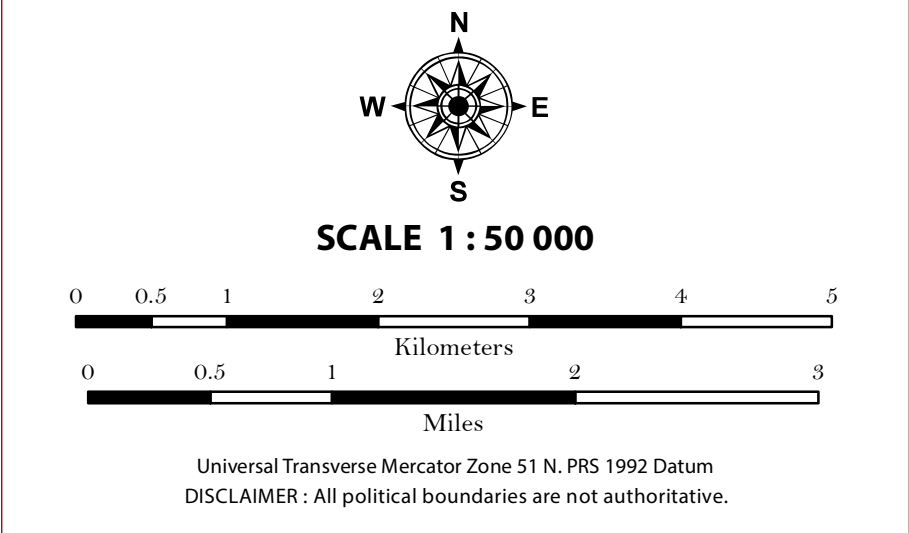 N
W E
S
SCALE 1 : 50 000
0 0.5 1 2 3 4 5
Kilometers
0 0.5 1 2 3
Miles
Universal Transverse Mercator Zone 51 N. PRS 1992 Datum
DISCLAIMER : All political boundaries are not authoritative.